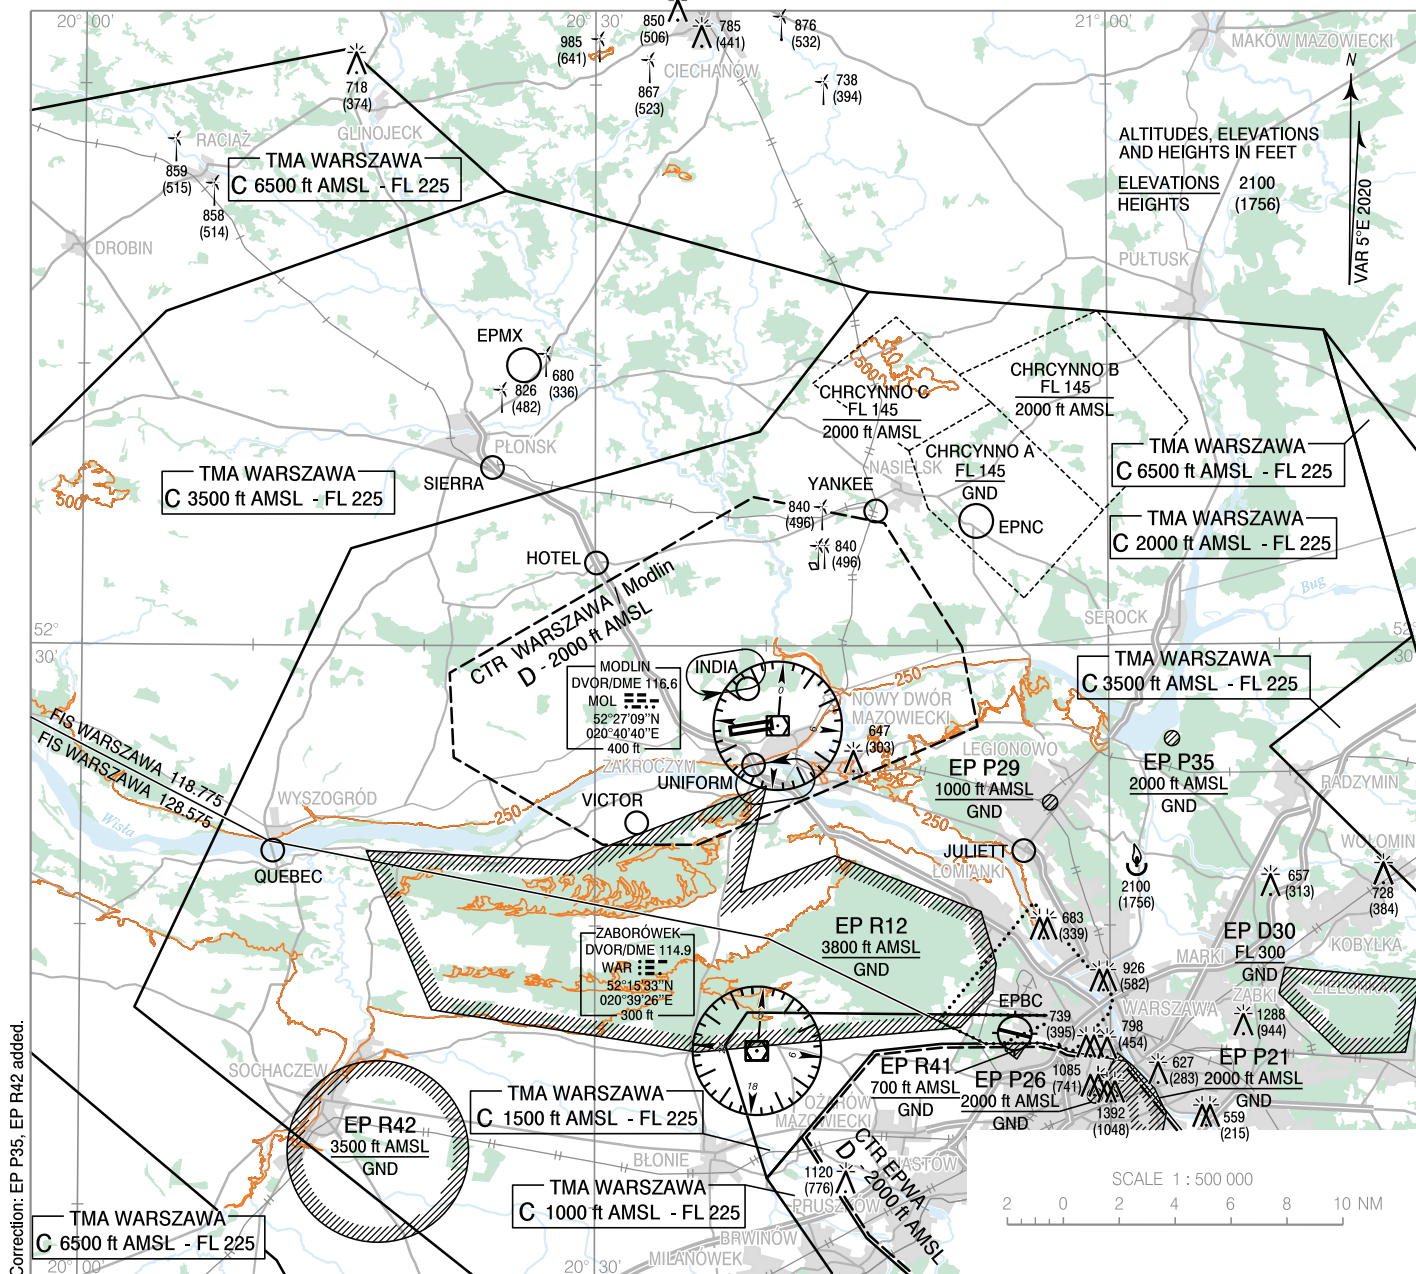 20° 00'
20° 30'
21° 00'
850
(506)
785
(441)
876
(532)
985
(641)
867
(523)
738
(394)
CIECHANÓW
MAKÓW MAZOWIECKI
718
(374)
GLINOJECK
RACIĄŻ
859
(515)
858
(514)
TMA WARSZAWA
C 6500 ft AMSL - FL 225
N
VAR 5°E 2020
ALTITUDES, ELEVATIONS
AND HEIGHTS IN FEET
ELEVATIONS 2100
HEIGHTS (1756)
DROBIN
PUŁTUSK
EPMX
680
(336)
826
(482)
500
CHRCYNNO C
FL 145
2000 ft AMSL
CHRCYNNO B
FL 145
2000 ft AMSL
CHRCYNNO A
FL 145
GND
PŁOŃSK
SIERRA
NASIELSK
YANKEE
EPNC
TMA WARSZAWA
C 6500 ft AMSL - FL 225
TMA WARSZAWA
C 3500 ft AMSL - FL 225
500
840
(496)
840
(496)
TMA WARSZAWA
C 2000 ft AMSL - FL 225
HOTEL
CTR WARSZAWA / Modlin
D - 2000 ft AMSL
Bug
SEROCK
52°
30'
52°
30'
MODLIN
DVOR/DME 116.6
MOL
52°27'09"N
020°40'40"E
400 ft
INDIA
0
9
250
TMA WARSZAWA
C 3500 ft AMSL - FL 225
NOWY DWÓR
MAZOWIECKI
647
(303)
LEGIONOWO
EP P29
1000 ft AMSL
GND
EP P35
2000 ft AMSL
GND
RADZYMIN
FIS WARSZAWA 118.775
FIS WARSZAWA 128.575
ZAKROCZYM
UNIFORM
VICTOR
WYSZOGRÓD
Wisła
250
250
QUEBEC
JULIETT
ŁOMIANKI
2100
(1756)
WOŁOMIN
657
(313)
728
(384)
683
(339)
EP R12
3800 ft AMSL
GND
EP D30
FL 300
GND
KOBYŁKA
MARKI
ZABORÓWEK
DVOR/DME 114.9
WAR
52°15'33"N
020°39'26"E
300 ft
926
(582)
ZIELONKA
ZĄBKI
WARSZAWA
1288
(944)
EPBC
739
(395)
798
(454)
0
9
18
EP R41
700 ft AMSL
GND
EP P26
2000 ft AMSL
GND
1085
(741)
1392
(1048)
627
(283)
EP P21
2000 ft AMSL
GND
559
(215)
SOCHACZEW
EP R42
3500 ft AMSL
GND
TMA WARSZAWA
C 1500 ft AMSL - FL 225
OŻARÓW
MAZOWIECKI
BŁONIE
PIASTÓW
1120
(776)
PRUSZKÓW
CTR EPWA
D - 2000 ft AMSL
TMA WARSZAWA
C 1000 ft AMSL - FL 225
BRWINÓW
MILANÓWEK
TMA WARSZAWA
C 6500 ft AMSL - FL 225
SCALE 1 : 500 000
2 0 2 4 6 8 10 NM
20° 00'
20° 30'
Correction: EP P35, EP R42 added.